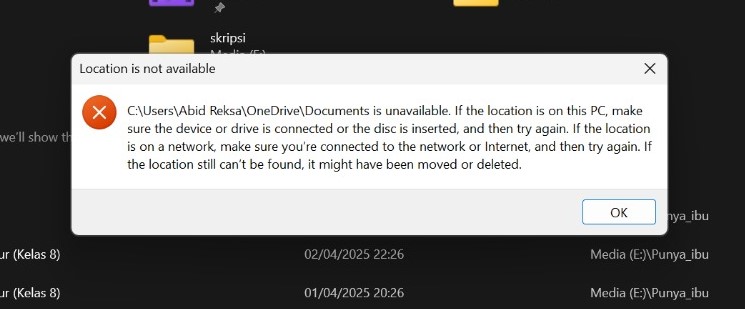 skripsi
Media (E:)
Location is not available
C:\Users\Abid Reksa\OneDrive\Documents is unavailable. If the location is on this PC, make
sure the device or drive is connected or the disc is inserted, and then try again. If the location
is on a network, make sure you're connected to the network or Internet, and then try again. If
the location still can't be found, it might have been moved or deleted.
we'll show th
OK
nya_ibu
ur (Kelas 8) 02/04/2025 22:26 Media (E:)\Punya_ibu
ur (Kelas 8) 01/04/2025 20:26 Media (E:)\Punya_ibu